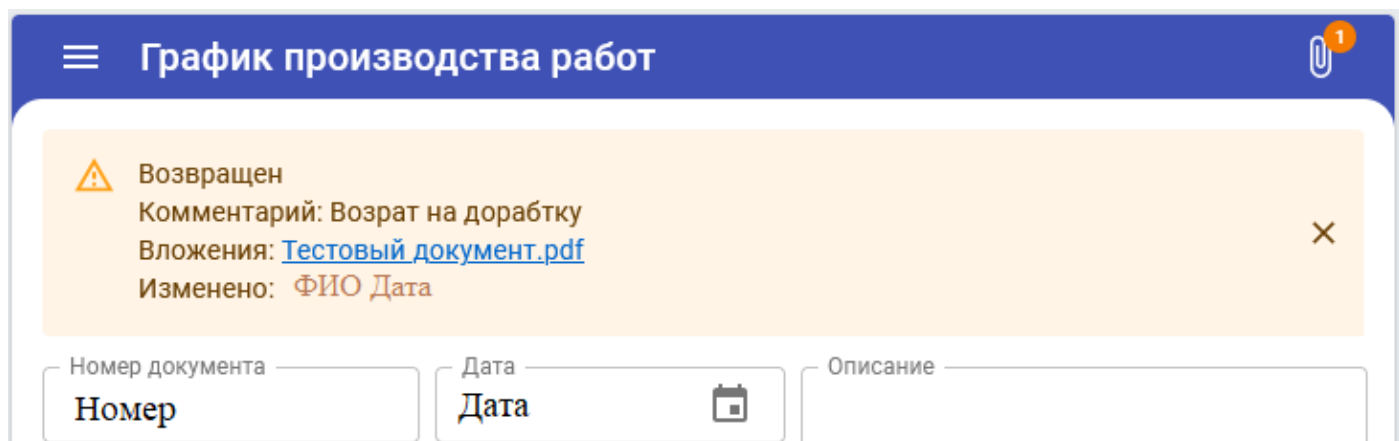 График производства работ
1
Возвращен
Комментарий: Возрат на дорабтку
Вложения: Тестовый документ.pdf
Изменено: ФИО Дата
Номер документа Дата Описание
Номер Дата